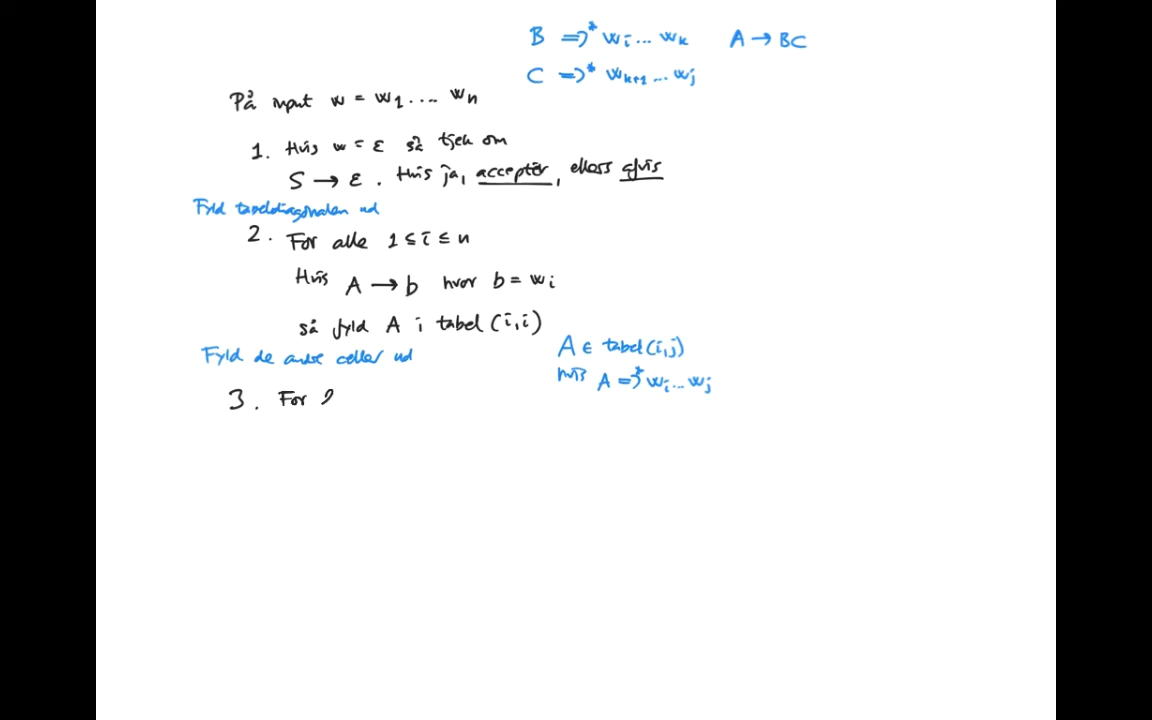 B ⇒* wi ... wk A → BC
C ⇒* wk+1 ... wj
På input w = w1 .... wn
1. Hvis w = ε så tjek om
S → ε . Hvis ja, acceptér, ellers afvis
Fyld tabeldiagonalen ud
2. For alle 1 ≤ i ≤ n
Hvis A → b hvor b = wi
så fyld A i tabel(i,i)
A ∈ tabel(i,j)
Fyld de andre celler ud
hvis A ⇒* wi ... wj
3. For